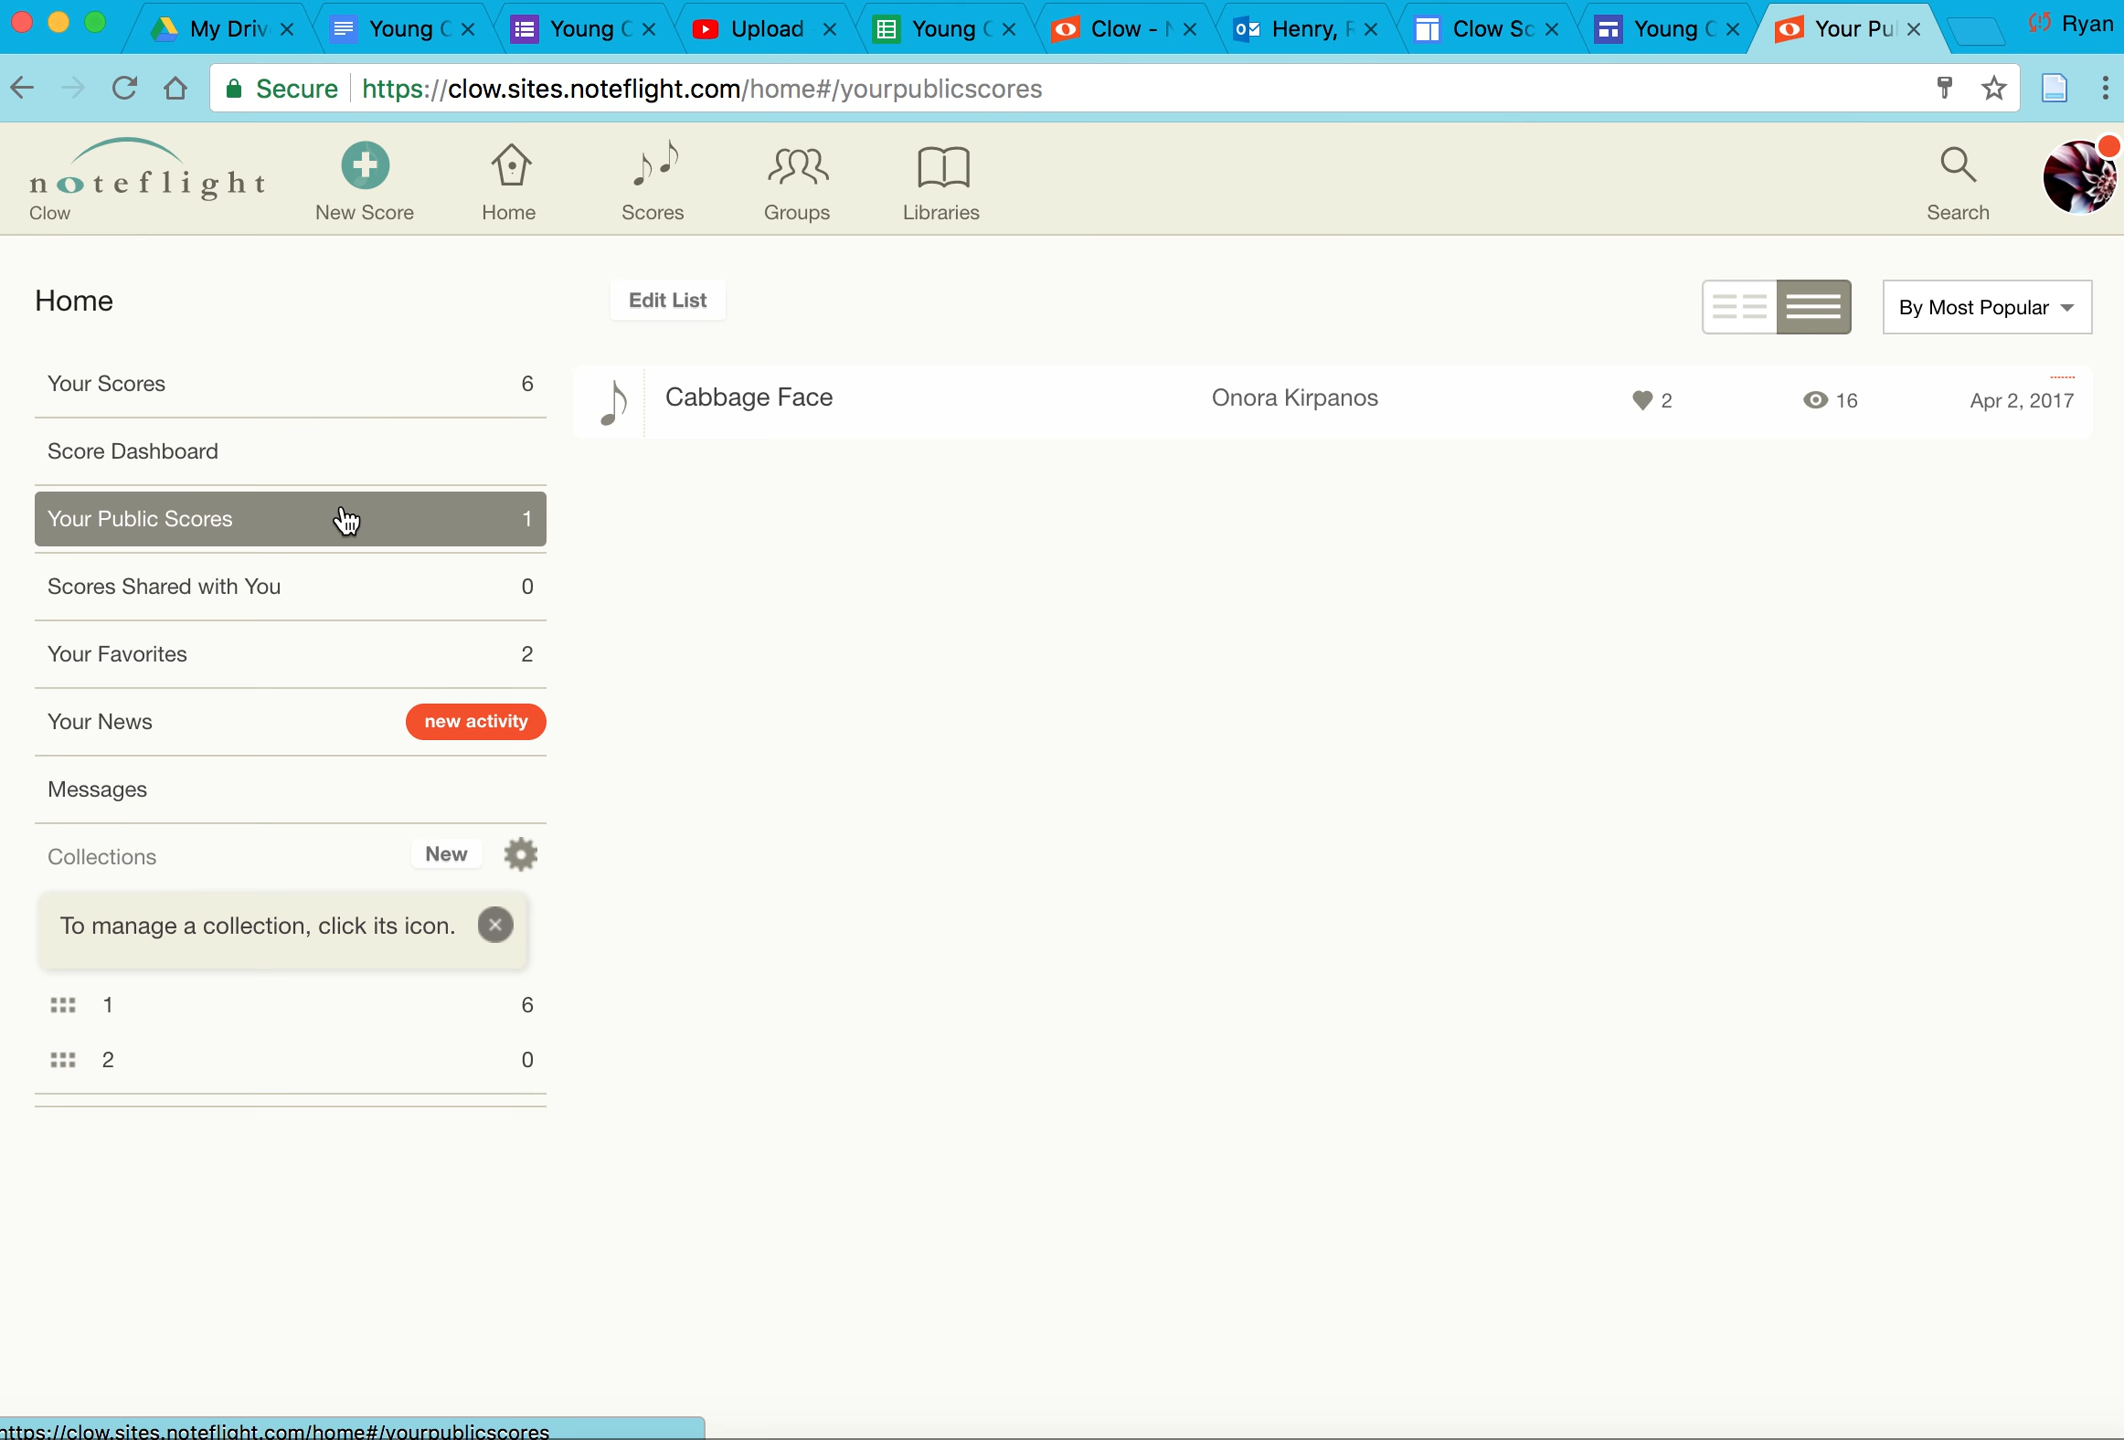 My Driv
Young C
Young C
Upload
Young C
Clow - N
Henry, R
Clow Sc
Young C
Your Pu
Ryan
Secure https://clow.sites.noteflight.com/home#/yourpublicscores
noteflight
Clow
New Score
Home
Scores
Groups
Libraries
Search
Home
Edit List
By Most Popular
Your Scores 6
Score Dashboard
Your Public Scores 1
Scores Shared with You 0
Your Favorites 2
Your News new activity
Messages
Collections New
To manage a collection, click its icon.
1 6
2 0
Cabbage Face Onora Kirpanos 2 16 Apr 2, 2017
https://clow.sites.noteflight.com/home#/yourpublicscores